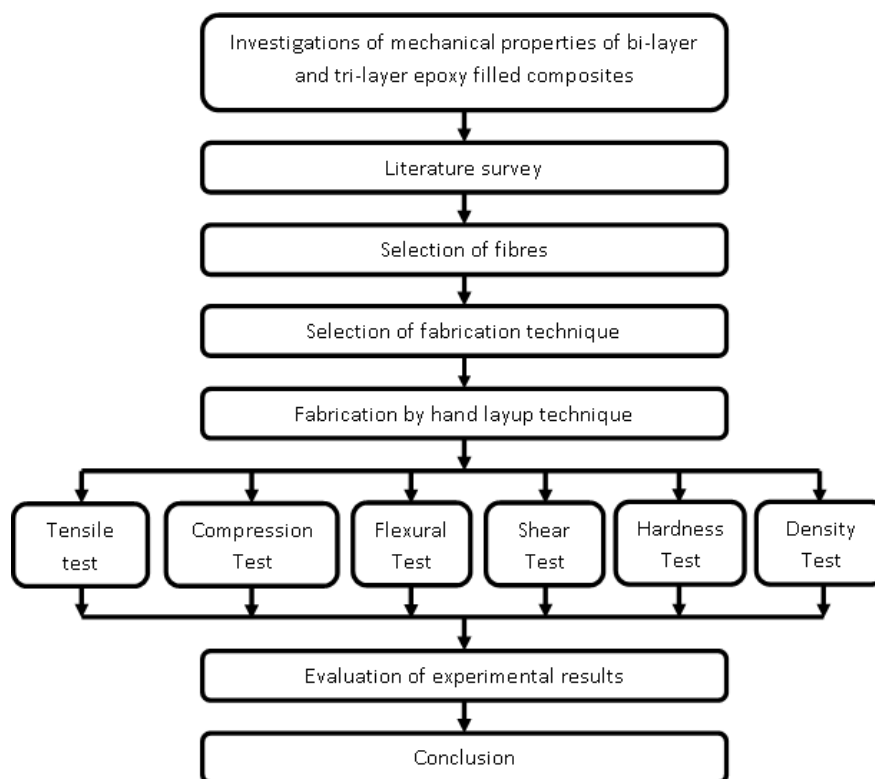 Investigations of mechanical properties of bi-layer
and tri-layer epoxy filled composites
Literature survey
Selection of fibres
Selection of fabrication technique
Fabrication by hand layup technique
Tensile
test
Compression
Test
Flexural
Test
Shear
Test
Hardness
Test
Density
Test
Evaluation of experimental results
Conclusion